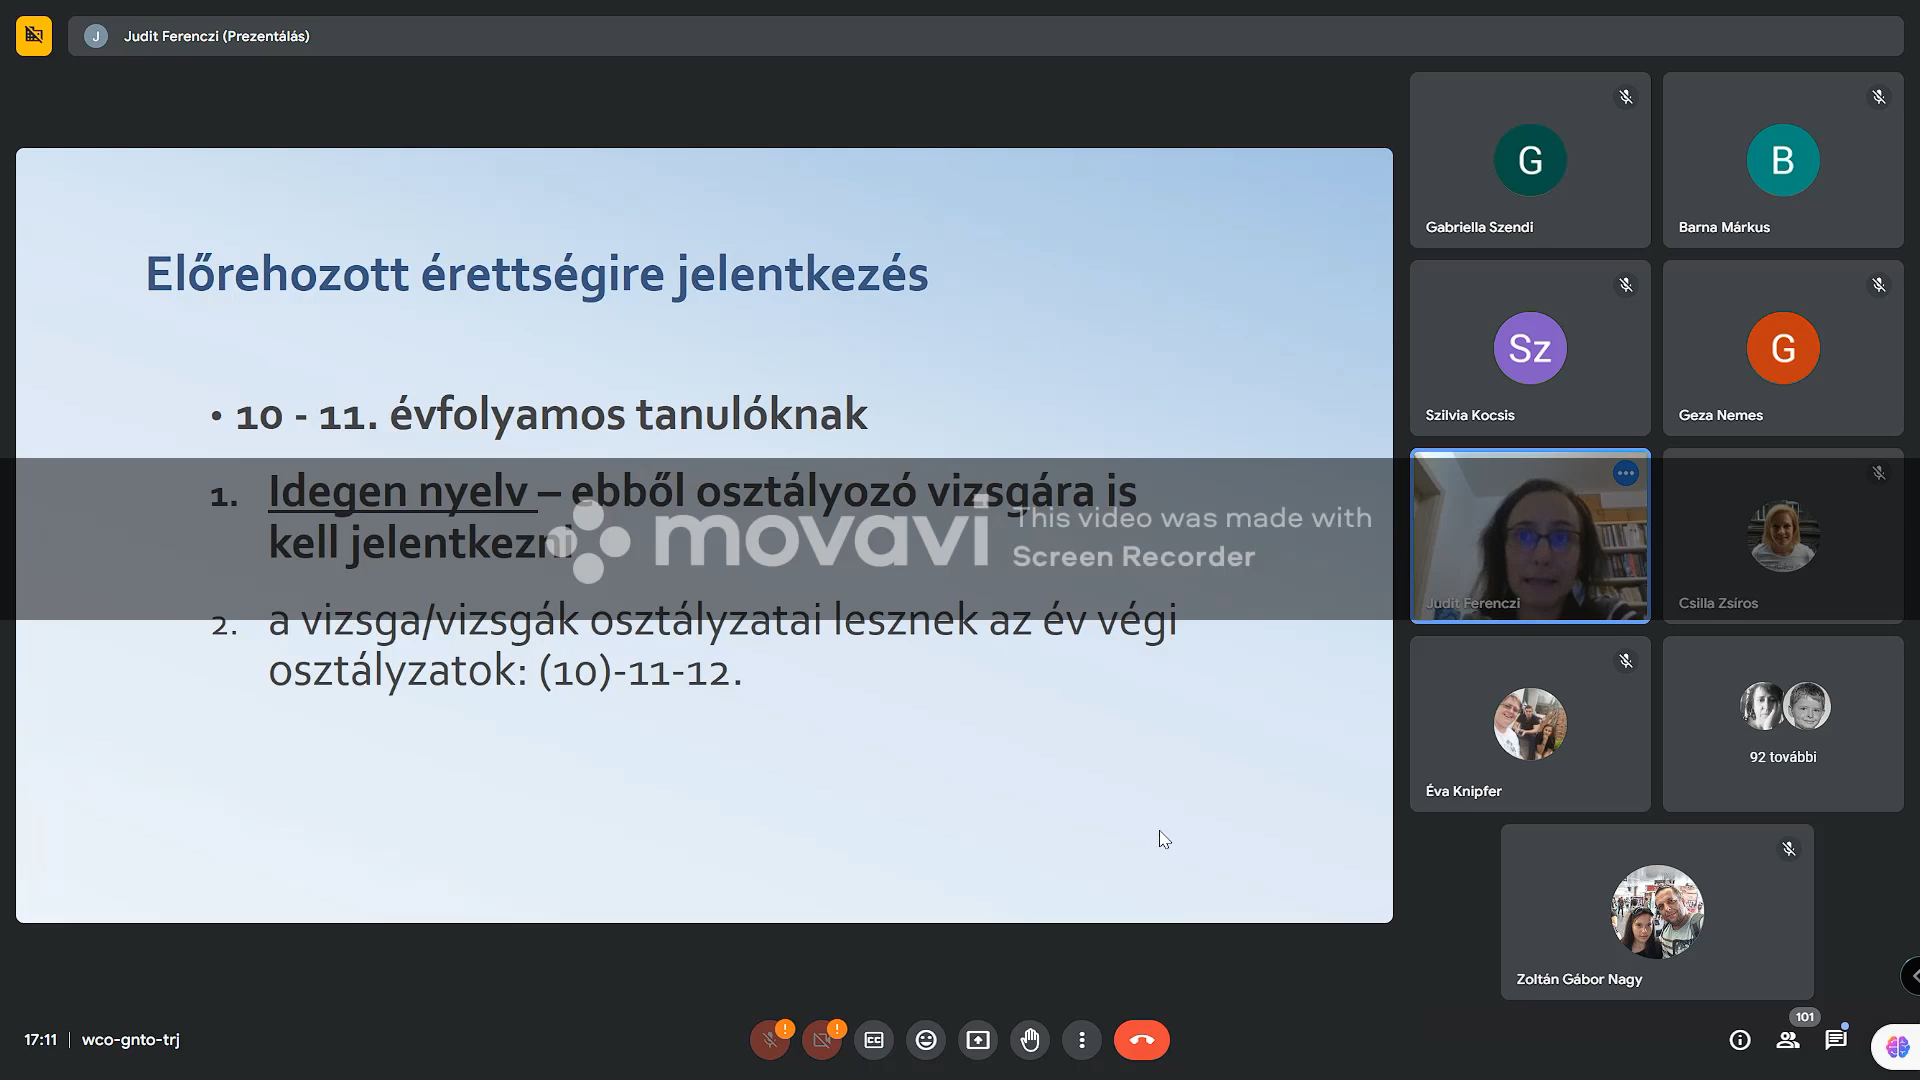 J
Judit Ferenczi (Prezentálás)
Előrehozott érettségire jelentkezés
• 10 - 11. évfolyamos tanulóknak
1. Idegen nyelv – ebből osztályozó vizsgára is
kell jelentkezni
2. a vizsga/vizsgák osztályzatai lesznek az év végi
osztályzatok: (10)-11-12.
movavi
This video was made with
Screen Recorder
G
Gabriella Szendi
B
Barna Márkus
Sz
Szilvia Kocsis
G
Geza Nemes
Judit Ferenczi
Csilla Zsíros
Éva Knipfer
92 további
Zoltán Gábor Nagy
17:11 | wco-gnto-trj
101